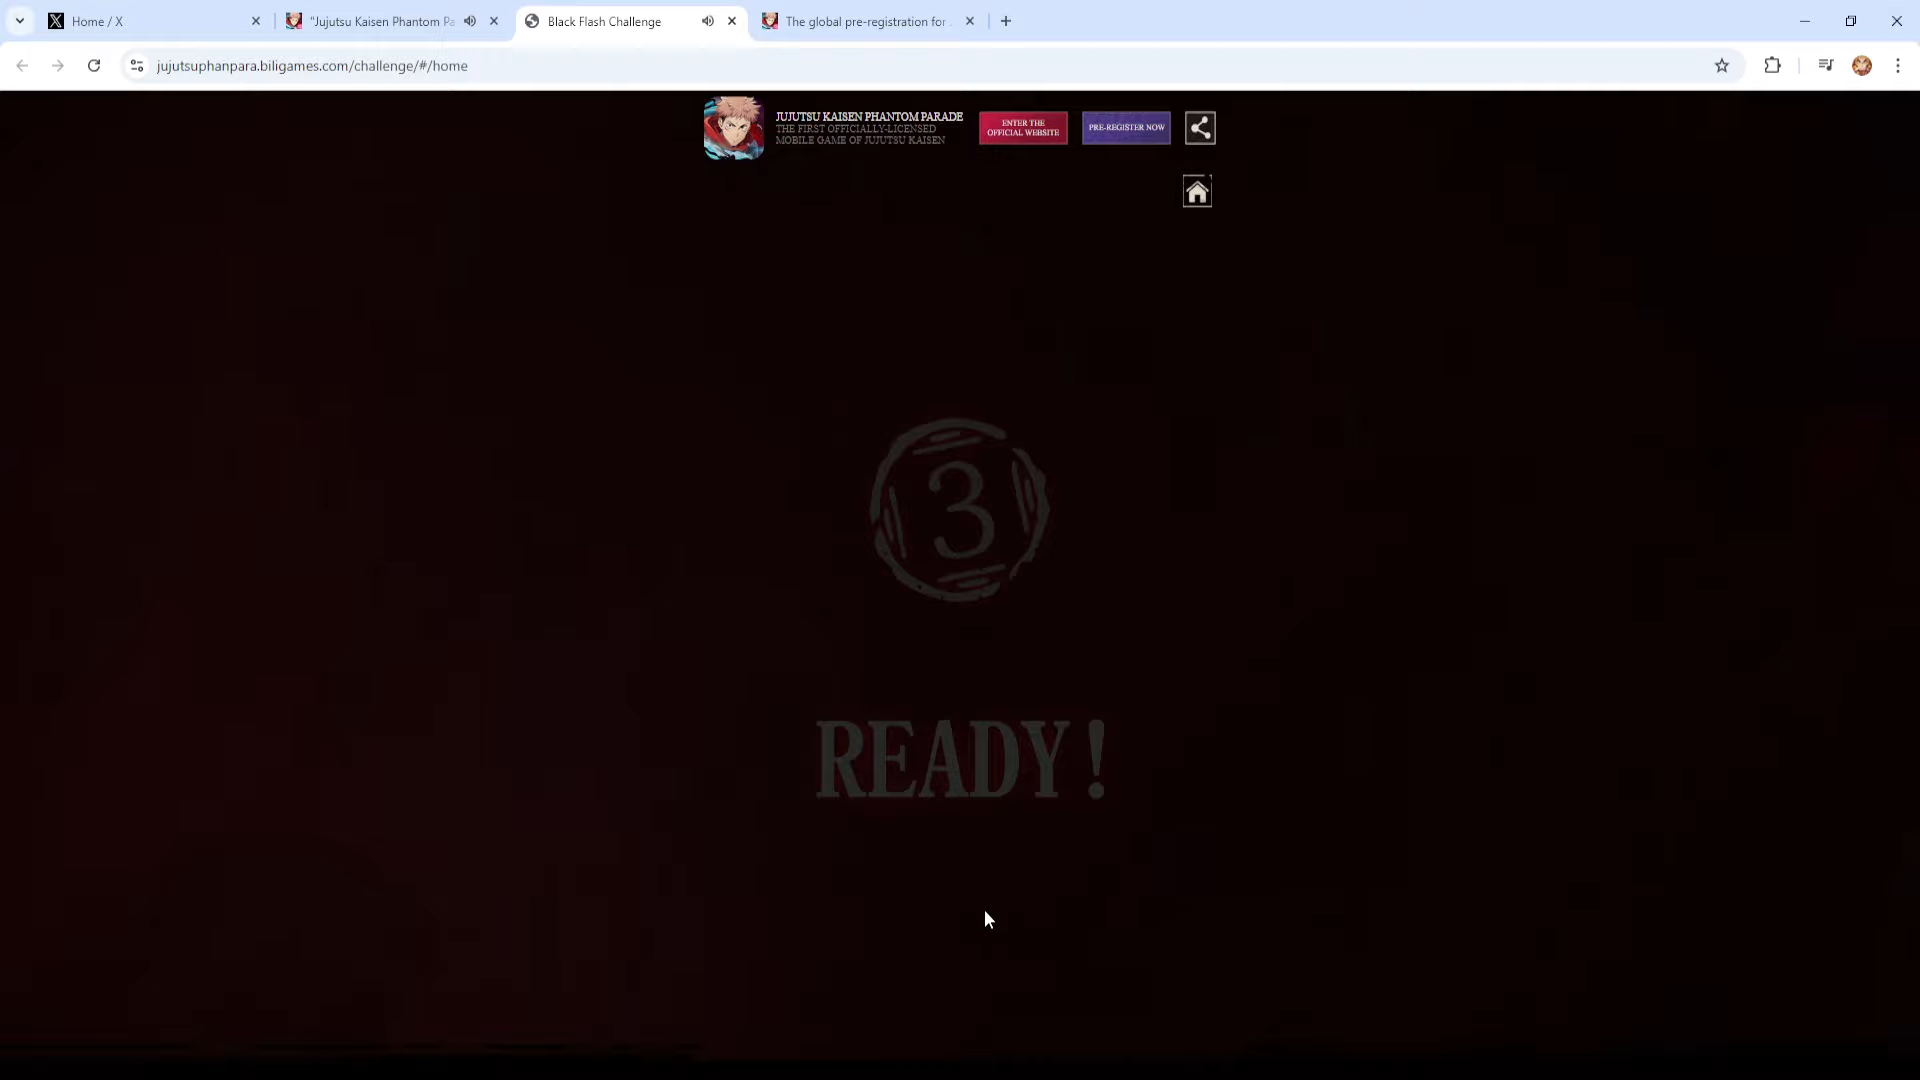 Home / X
"Jujutsu Kaisen Phantom Pa
Black Flash Challenge
The global pre-registration for
jujutsuphanpara.biligames.com/challenge/#/home
JUJUTSU KAISEN PHANTOM PARADE
THE FIRST OFFICIALLY-LICENSED
MOBILE GAME OF JUJUTSU KAISEN
ENTER THE
OFFICIAL WEBSITE
PRE-REGISTER NOW
3
READY!